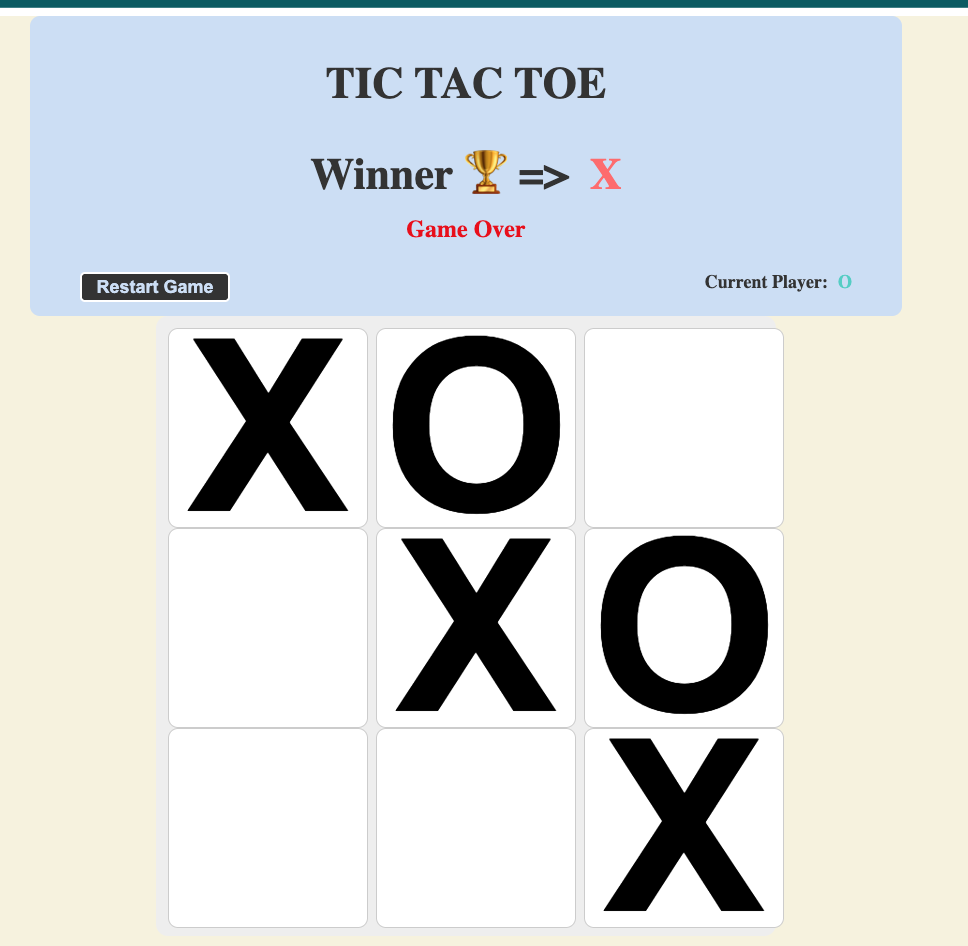 TIC TAC TOE
Winner 🏆 => X
Game Over
Restart Game
Current Player: O
X O
X O
X